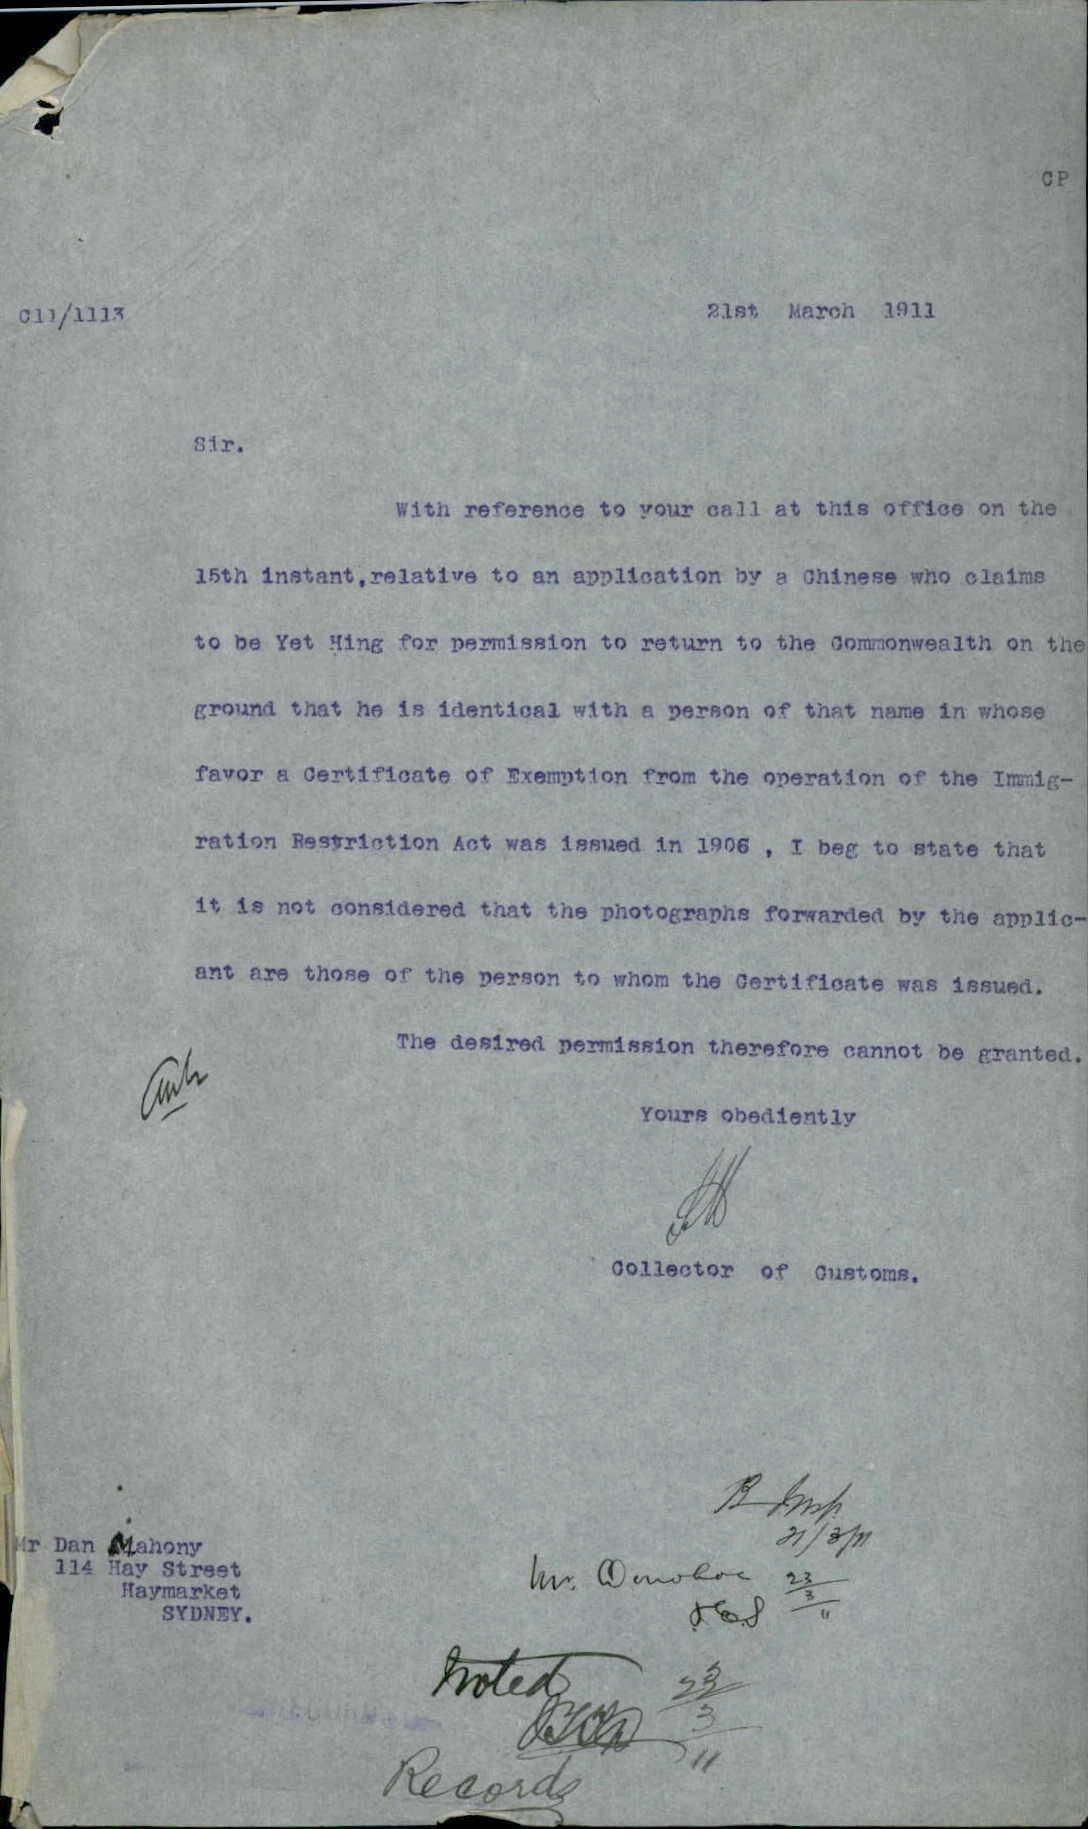 CP
C11/1113
21st March 1911
Sir.
With reference to your call at this office on the
15th instant,relative to an application by a Chinese who claims
to be Yet Hing for permission to return to the Commonwealth on the
ground that he is identical with a person of that name in whose
favor a Certificate of Exemption from the operation of the Immig-
ration Restriction Act was issued in 1906 , I beg to state that
it is not considered that the photographs forwarded by the applic-
ant are those of the person to whom the Certificate was issued.
The desired permission therefore cannot be granted.
Yours obediently
Collector of Customs.
Mr Dan Mahony
114 Hay Street
Haymarket
SYDNEY.
21/3/11
Mr. Donohoe 23/3/11
Noted 23/3/11
Records